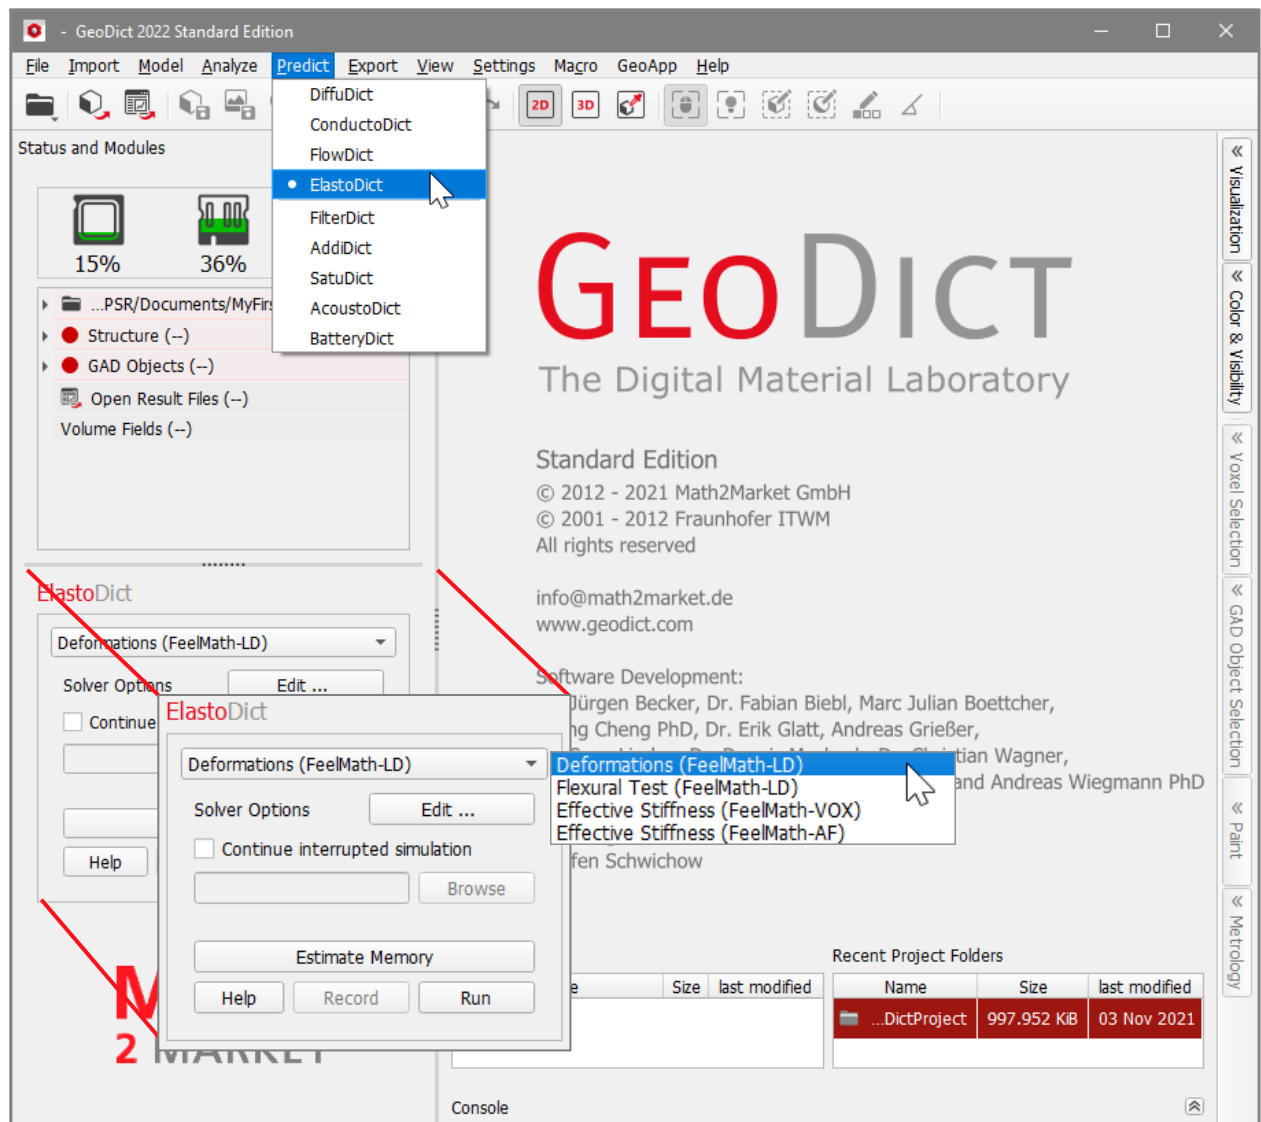 - GeoDict 2022 Standard Edition
File Import Model Analyze Predict Export View Settings Macro GeoApp Help
DiffuDict
ConductoDict
FlowDict
ElastoDict
FilterDict
AddiDict
SatuDict
AcoustoDict
BatteryDict
2D 3D
Status and Modules
15% 36%
...PSR/Documents/MyFirs
Structure (--)
GAD Objects (--)
Open Result Files (--)
Volume Fields (--)
GEODICT
The Digital Material Laboratory
Standard Edition
© 2012 - 2021 Math2Market GmbH
© 2001 - 2012 Fraunhofer ITWM
All rights reserved
info@math2market.de
www.geodict.com
Software Development:
Jürgen Becker, Dr. Fabian Biebl, Marc Julian Boettcher,
ng Cheng PhD, Dr. Erik Glatt, Andreas Grießer,
tian Wagner,
and Andreas Wiegmann PhD
fen Schwichow
ElastoDict
Deformations (FeelMath-LD)
Solver Options Edit ...
Continue
Help
ElastoDict
Deformations (FeelMath-LD)
Solver Options Edit ...
Continue interrupted simulation
Browse
Estimate Memory
Help Record Run
Deformations (FeelMath-LD)
Flexural Test (FeelMath-LD)
Effective Stiffness (FeelMath-VOX)
Effective Stiffness (FeelMath-AF)
M
2 MARKET
Size last modified
Recent Project Folders
Name Size last modified
...DictProject 997.952 KiB 03 Nov 2021
Console
Visualization
Color & Visibility
Voxel Selection
GAD Object Selection
Paint
Metrology